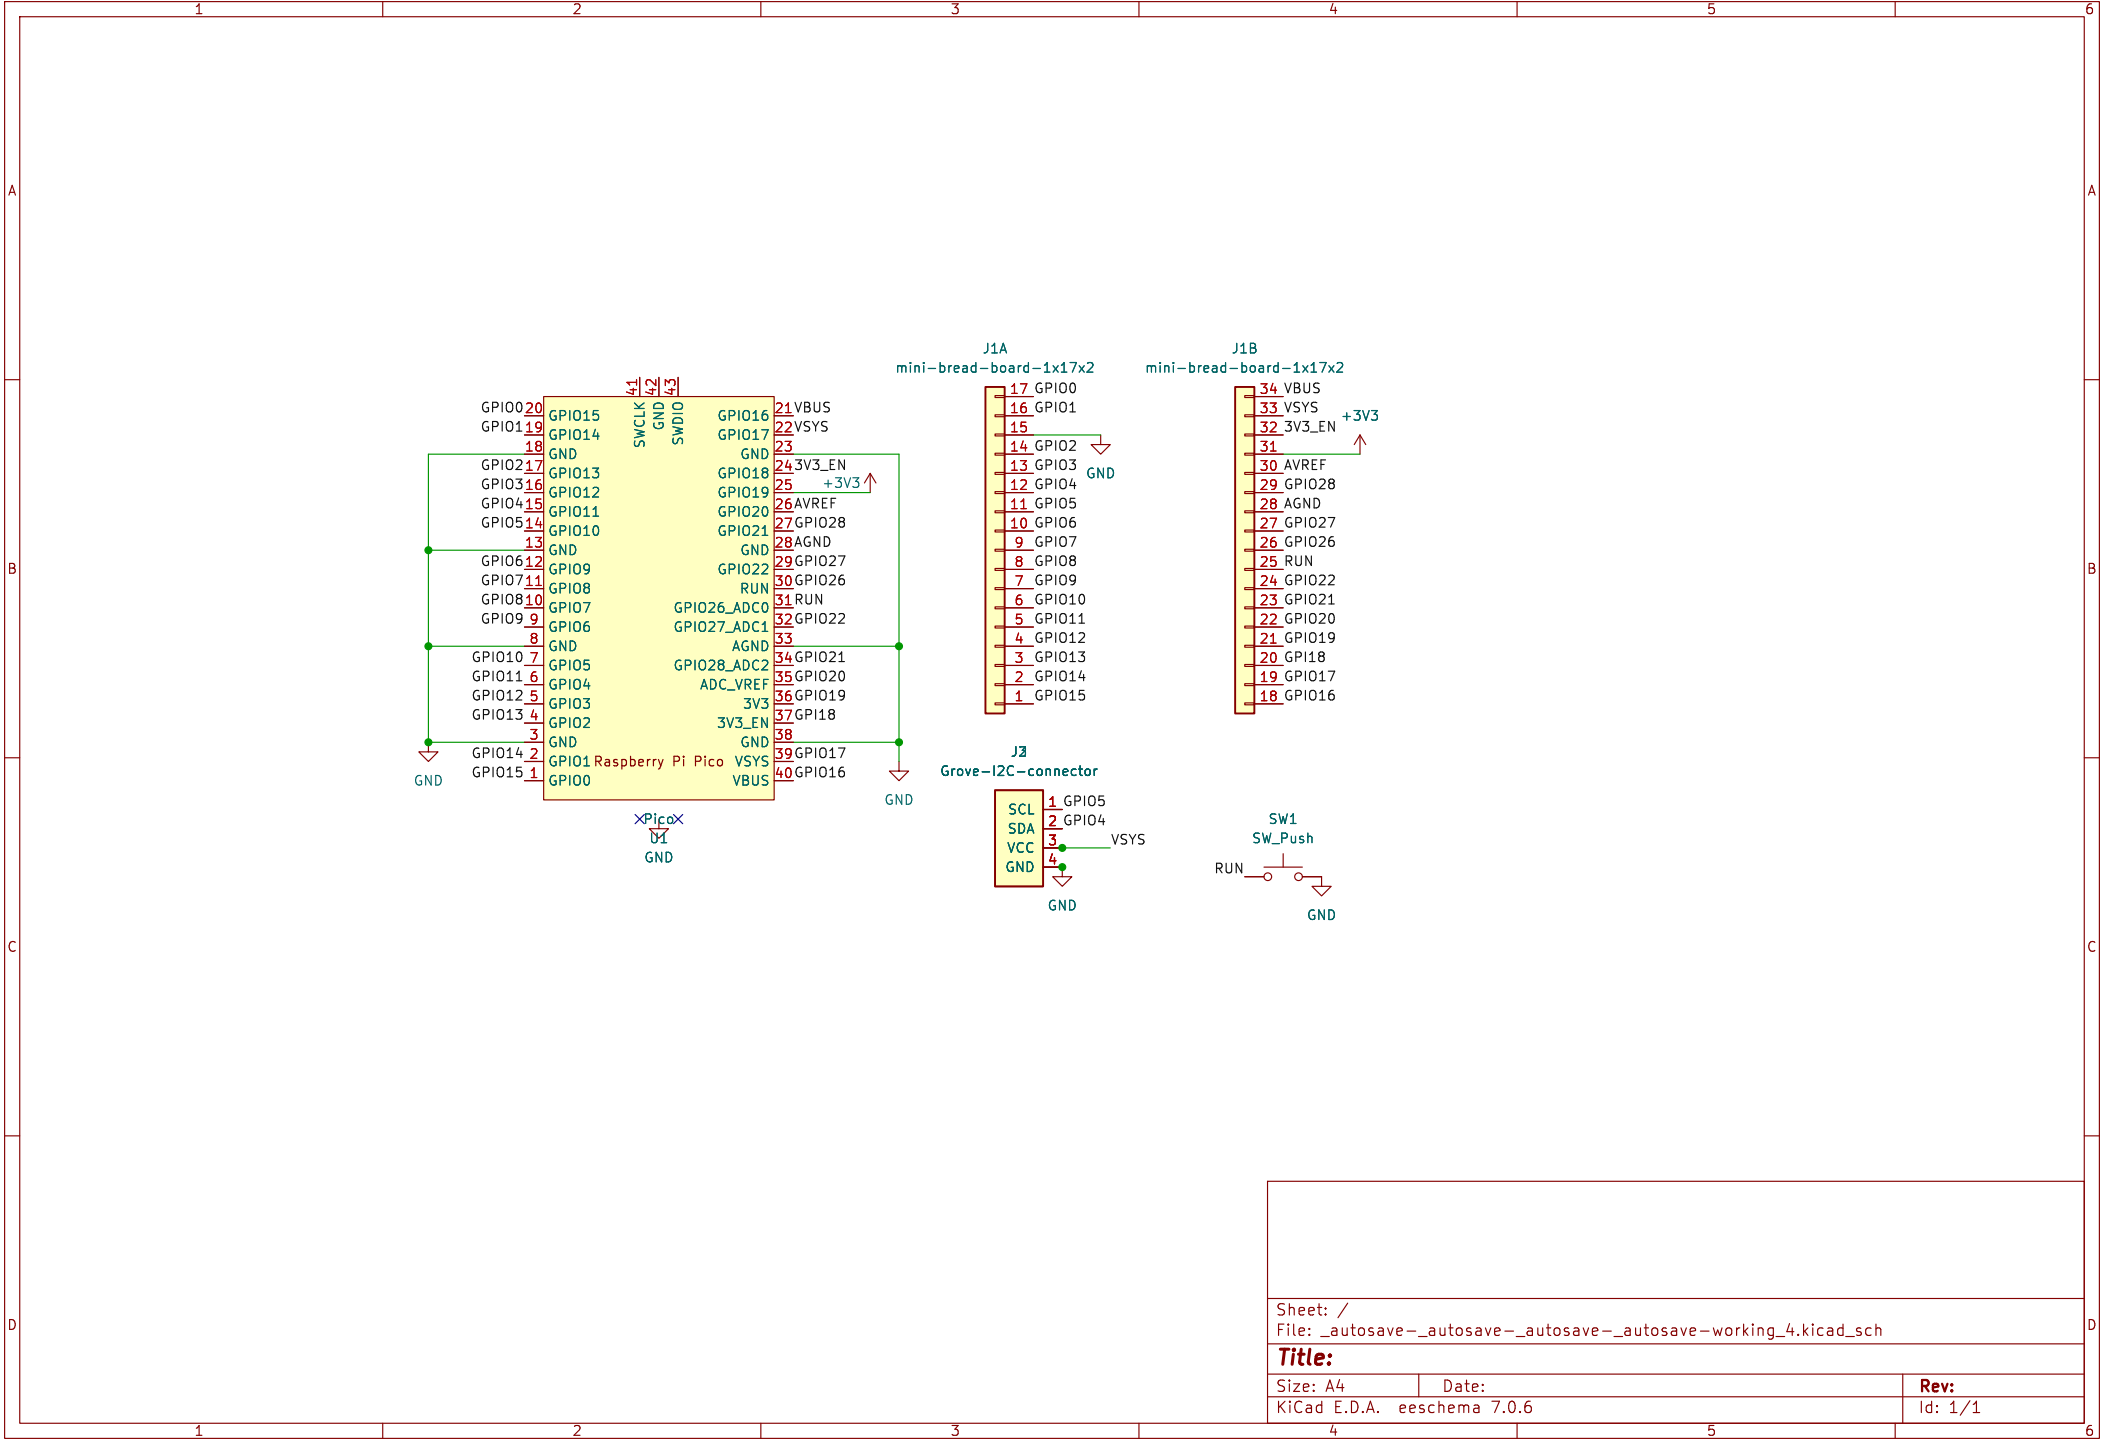 1 2 3 4 5 6
A A
B B
C C
D D
J1A
mini-bread-board-1x17x2
17 GPIO0
16 GPIO1
15
GND
14 GPIO2
13 GPIO3
12 GPIO4
11 GPIO5
10 GPIO6
9 GPIO7
8 GPIO8
7 GPIO9
6 GPIO10
5 GPIO11
4 GPIO12
3 GPIO13
2 GPIO14
1 GPIO15
J1B
mini-bread-board-1x17x2
34 VBUS
33 VSYS
32 3V3_EN
+3V3
31
30 AVREF
29 GPIO28
28 AGND
27 GPIO27
26 GPIO26
25 RUN
24 GPIO22
23 GPIO21
22 GPIO20
21 GPIO19
20 GPI18
19 GPIO17
18 GPIO16
41 42 43
SWCLK
GND
SWDIO
GPIO0 20 GPIO15
GPIO1 19 GPIO14
18 GND
GPIO2 17 GPIO13
GPIO3 16 GPIO12
GPIO4 15 GPIO11
GPIO5 14 GPIO10
13 GND
GPIO6 12 GPIO9
GPIO7 11 GPIO8
GPIO8 10 GPIO7
GPIO9 9 GPIO6
8 GND
GPIO10 7 GPIO5
GPIO11 6 GPIO4
GPIO12 5 GPIO3
GPIO13 4 GPIO2
3 GND
GPIO14 2 GPIO1
GPIO15 1 GPIO0
GND
Raspberry Pi Pico
GPIO16 21 VBUS
GPIO17 22 VSYS
GND 23
GPIO18 24 3V3_EN
+3V3
GPIO19 25
GPIO20 26 AVREF
GPIO21 27 GPIO28
GND 28 AGND
GPIO22 29 GPIO27
RUN 30 GPIO26
GPIO26_ADC0 31 RUN
GPIO27_ADC1 32 GPIO22
AGND 33
GPIO28_ADC2 34 GPIO21
ADC_VREF 35 GPIO20
3V3 36 GPIO19
3V3_EN 37 GPI18
GND 38
VSYS 39 GPIO17
VBUS 40 GPIO16
GND
Pico
U1
GND
Grove-I2C-connector
SCL 1 GPIO5
SDA 2 GPIO4
VCC 3 VSYS
GND 4
GND
SW1
SW_Push
RUN
GND
Sheet: /
File: _autosave-_autosave-_autosave-_autosave-working_4.kicad_sch
Title:
Size: A4 Date: Rev:
KiCad E.D.A. eeschema 7.0.6 Id: 1/1
1 2 3 4 5 6